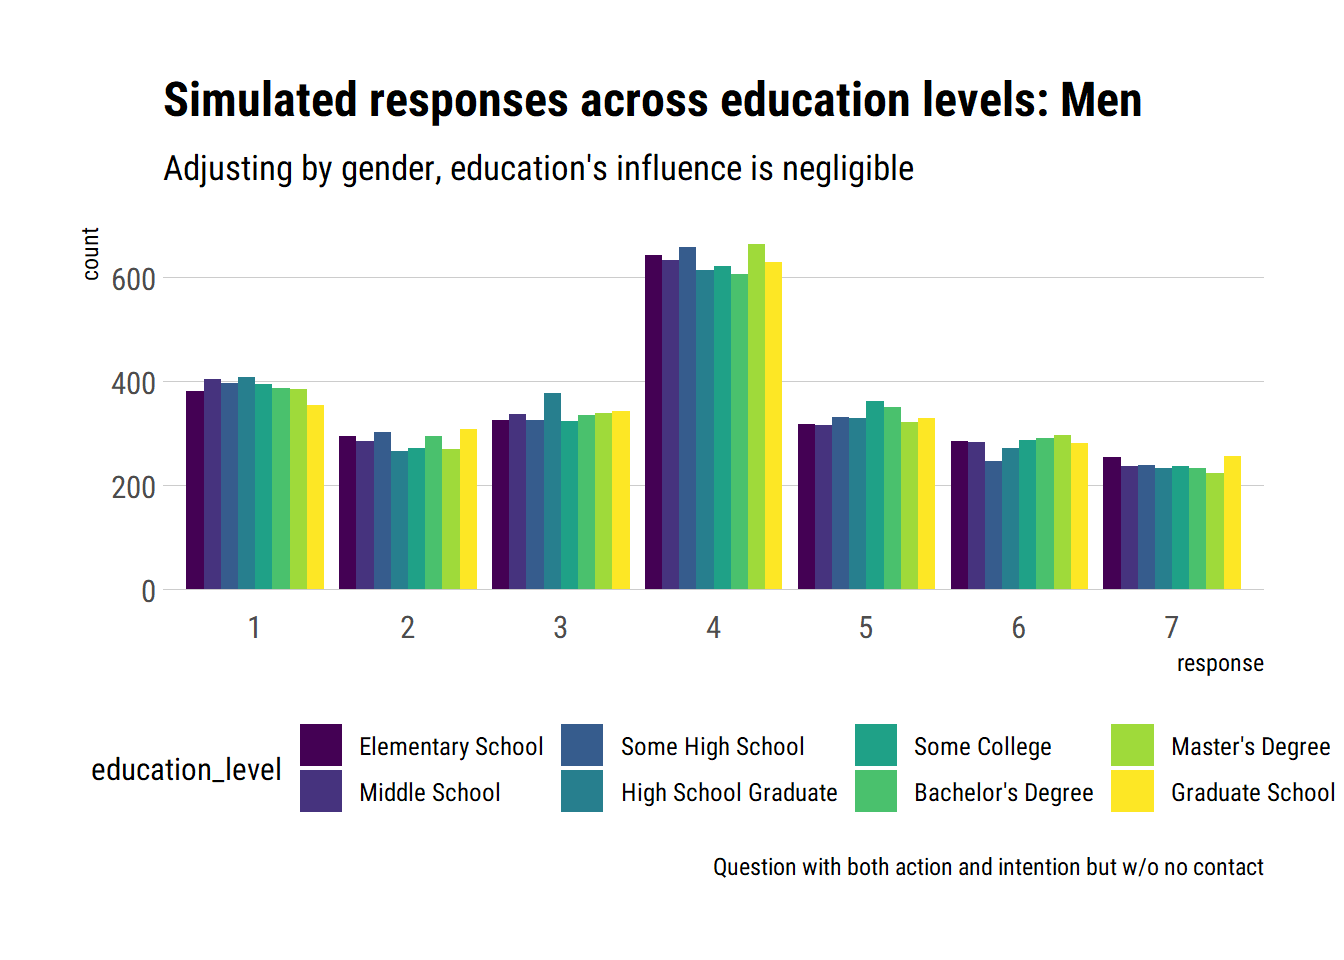 Simulated responses across education levels: Men
Adjusting by gender, education's influence is negligible
count
600
400
200
0
1 2 3 4 5 6 7
response
education_level
Elementary School Some High School Some College Master's Degree
Middle School High School Graduate Bachelor's Degree Graduate School
Question with both action and intention but w/o no contact